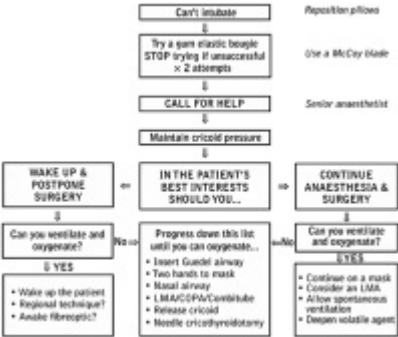 Can't intubate
Reposition pillows
Try a gum elastic bougie
STOP trying if unsuccessful
× 2 attempts
Use a McCoy blade
CALL FOR HELP
Senior anaesthetist
Maintain cricoid pressure
WAKE UP &
POSTPONE
SURGERY
IN THE PATIENT'S
BEST INTERESTS
SHOULD YOU...
CONTINUE
ANAESTHESIA &
SURGERY
Can you ventilate and
oxygenate?
No
Progress down this list
until you can oxygenate...
• Insert Guedel airway
• Two hands to mask
• Nasal airway
• LMA/COPA/Combitube
• Release cricoid
• Needle cricothyroidotomy
No
Can you ventilate
and oxygenate?
YES
• Wake up the patient
• Regional technique?
• Awake fibreoptic?
YES
• Continue on a mask
• Consider an LMA
• Allow spontaneous
ventilation
• Deepen volatile agent